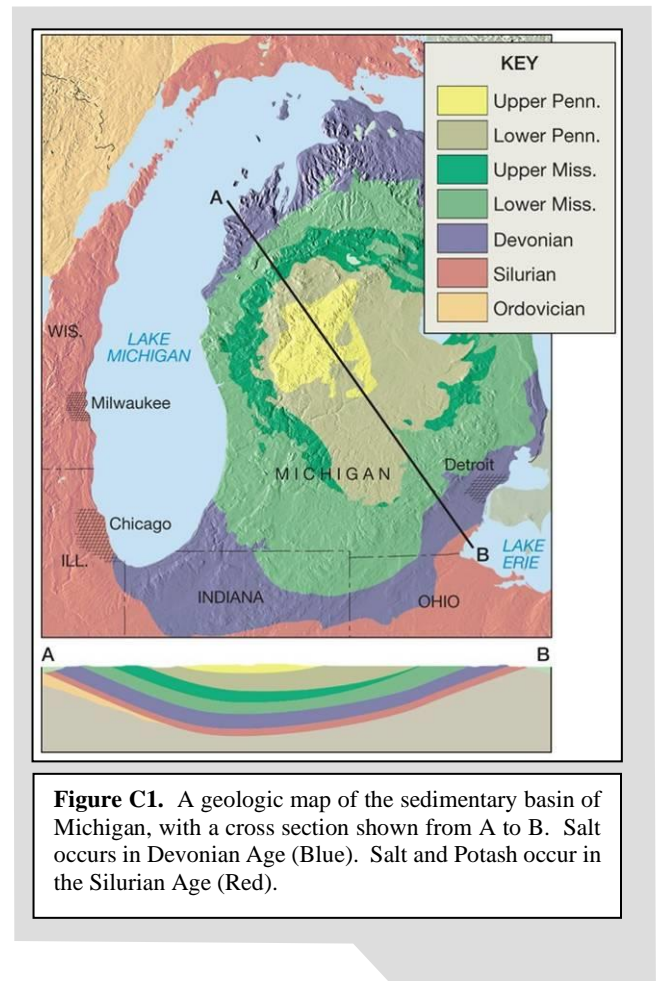 KEY
Upper Penn.
Lower Penn.
Upper Miss.
Lower Miss.
Devonian
Silurian
Ordovician
A
WIS.
LAKE
MICHIGAN
Milwaukee
MICHIGAN
Detroit
Chicago
B
LAKE
ERIE
ILL.
INDIANA
OHIO
A
B
Figure C1. A geologic map of the sedimentary basin of
Michigan, with a cross section shown from A to B. Salt
occurs in Devonian Age (Blue). Salt and Potash occur in
the Silurian Age (Red).